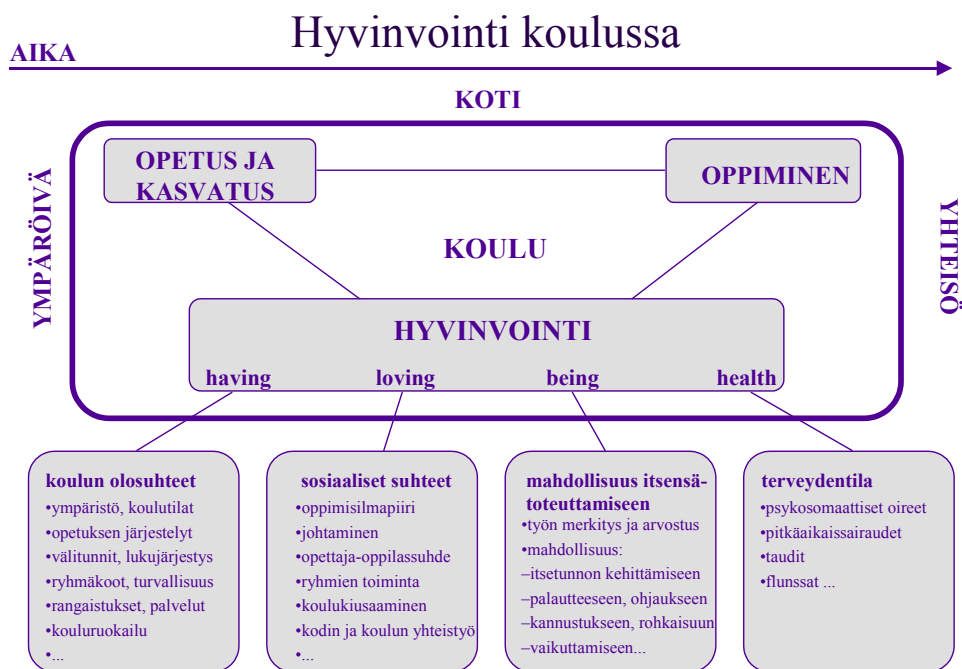 Hyvinvointi koulussa
AIKA
KOTI
YMPÄRÖIVÄ
YHTEISÖ
OPETUS JA
KASVATUS
OPPIMINEN
KOULU
HYVINVOINTI
having loving being health
koulun olosuhteet
•ympäristö, koulutilat
•opetuksen järjestelyt
•välitunnit, lukujärjestys
•ryhmäkoot, turvallisuus
•rangaistukset, palvelut
•kouluruokailu
•...
sosiaaliset suhteet
•oppimisilmapiiri
•johtaminen
•opettaja-oppilassuhde
•ryhmien toiminta
•koulukiusaaminen
•kodin ja koulun yhteistyö
•...
mahdollisuus itsensä-
toteuttamiseen
•työn merkitys ja arvostus
•mahdollisuus:
–itsetunnon kehittämiseen
–palautteeseen, ohjaukseen
–kannustukseen, rohkaisuun
–vaikuttamiseen...
terveydentila
•psykosomaattiset oireet
•pitkäaikaissairaudet
•taudit
•flunssat ...